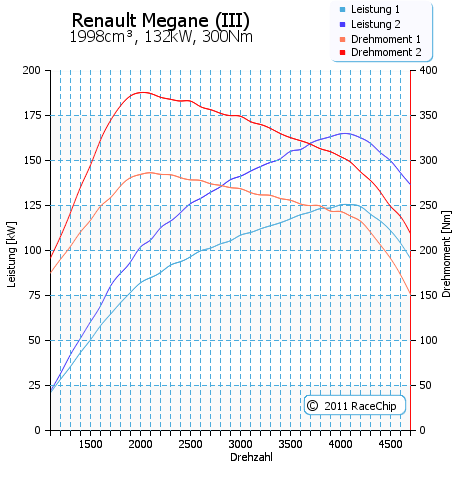 Renault Megane (III)
1998cm³, 132kW, 300Nm
Leistung 1
Leistung 2
Drehmoment 1
Drehmoment 2
200
175
150
125
100
75
50
25
0
Leistung [kW]
400
350
300
250
200
150
100
50
0
Drehmoment [Nm]
1500 2000 2500 3000 3500 4000 4500
Drehzahl
© 2011 RaceChip